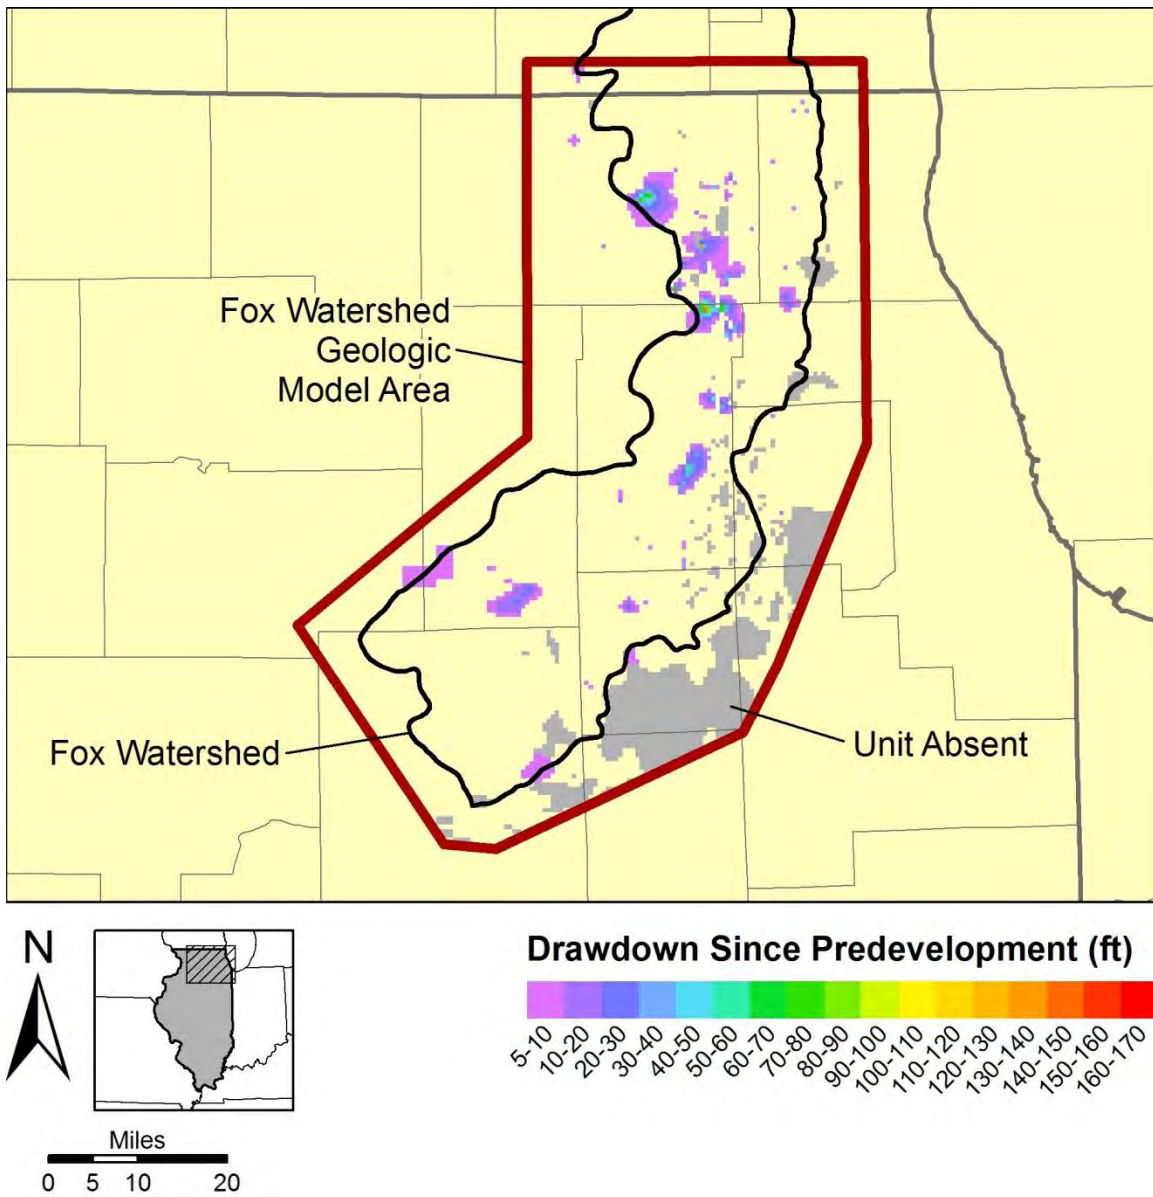 Fox Watershed
Geologic
Model Area
Fox Watershed
Unit Absent
N
Drawdown Since Predevelopment (ft)
5-10
10-20
20-30
30-40
40-50
50-60
60-70
70-80
80-90
90-100
100-110
110-120
120-130
130-140
140-150
150-160
160-170
Miles
0 5 10 20